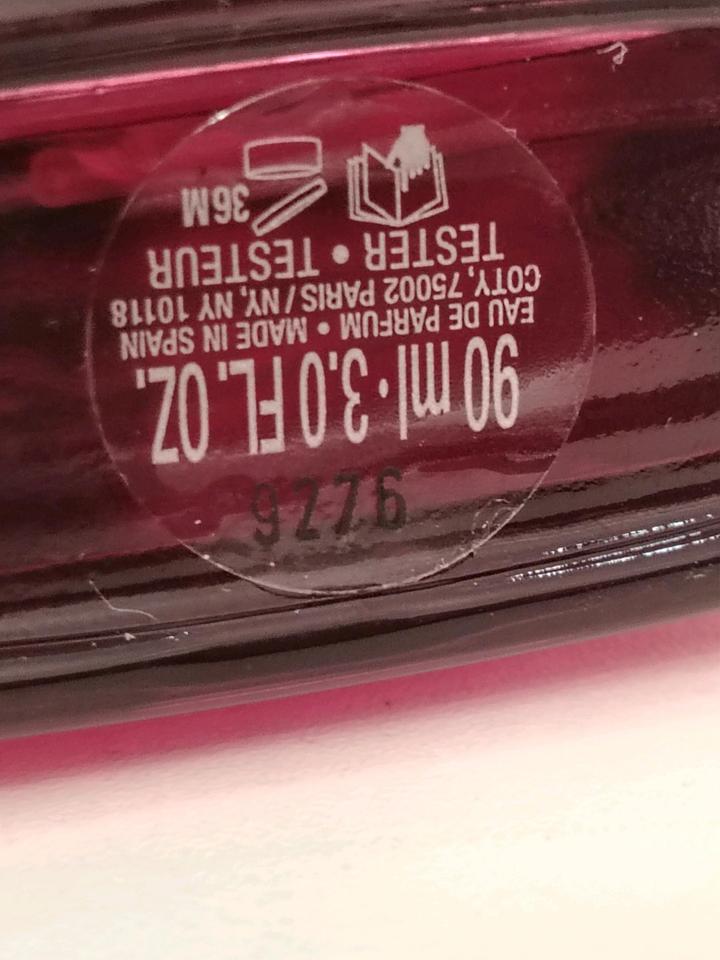 90 ml·3.0 FL. OZ.
EAU DE PARFUM • MADE IN SPAIN
COTY, 75002 PARIS / NY, NY 10118
TESTER • TESTEUR
36M
9276